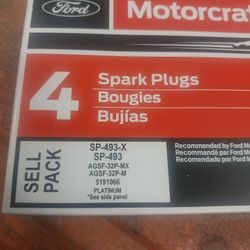 Ford
Motorcra
4
Spark Plugs
Bougies
Bujías
SELL
PACK
SP-493-X
SP-493
AGSF-32P-MX
AGSF-32P-M
5191066
PLATINUM
*See side panel
Recommended by Ford M
Recommandé par Ford M
Recomendado por Ford M